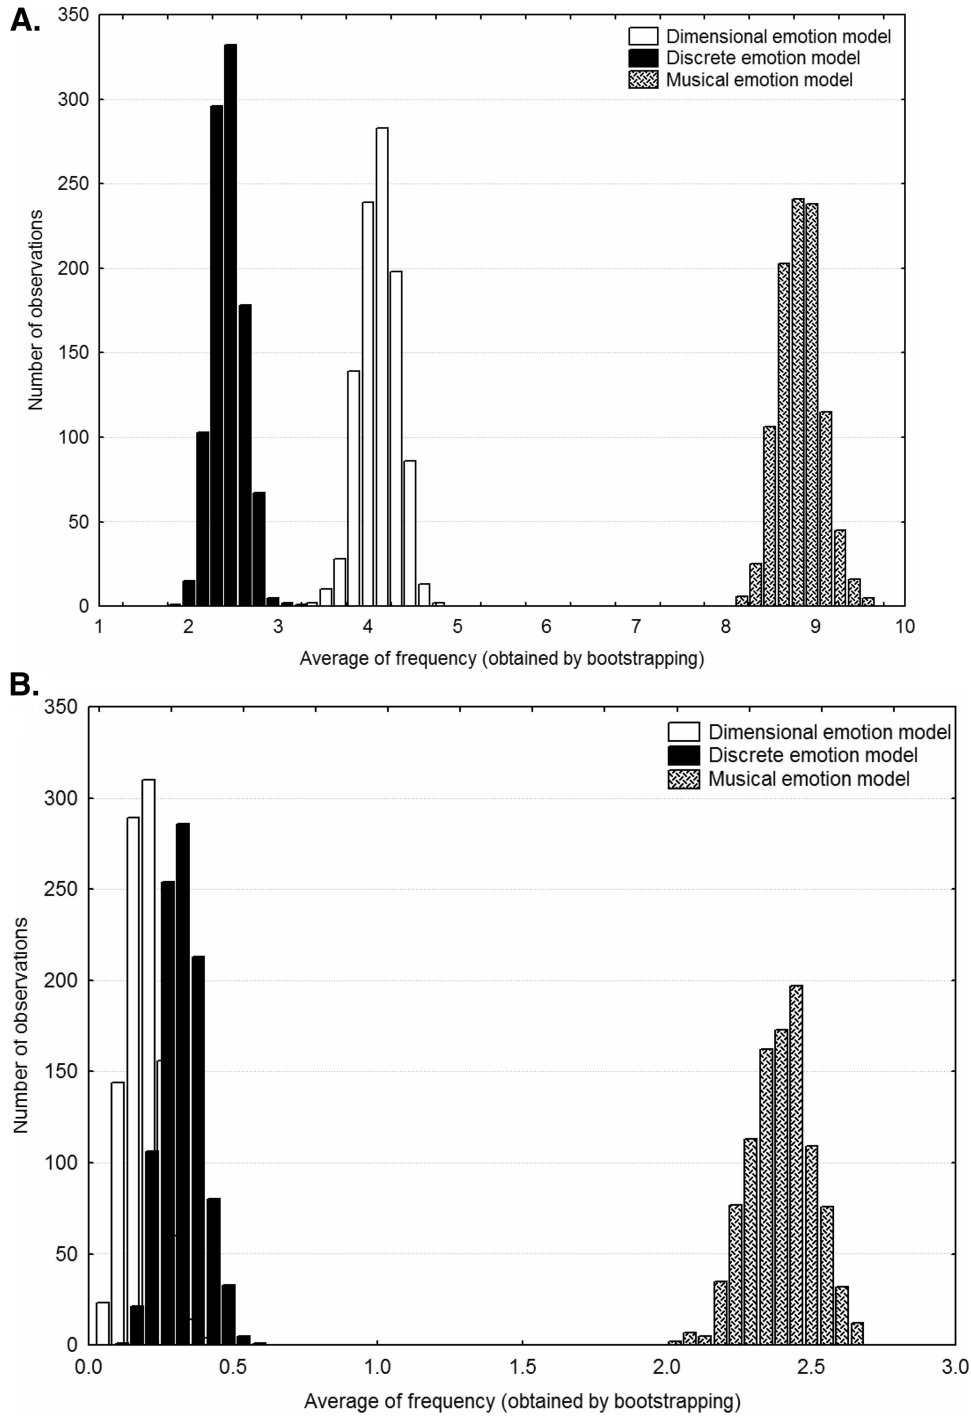 A.
350
300
250
200
150
100
50
0
Number of observations
Dimensional emotion model
Discrete emotion model
Musical emotion model
1 2 3 4 5 6 7 8 9 10
Average of frequency (obtained by bootstrapping)
B.
350
300
250
200
150
100
50
0
Number of observations
Dimensional emotion model
Discrete emotion model
Musical emotion model
0.0 0.5 1.0 1.5 2.0 2.5 3.0
Average of frequency (obtained by bootstrapping)